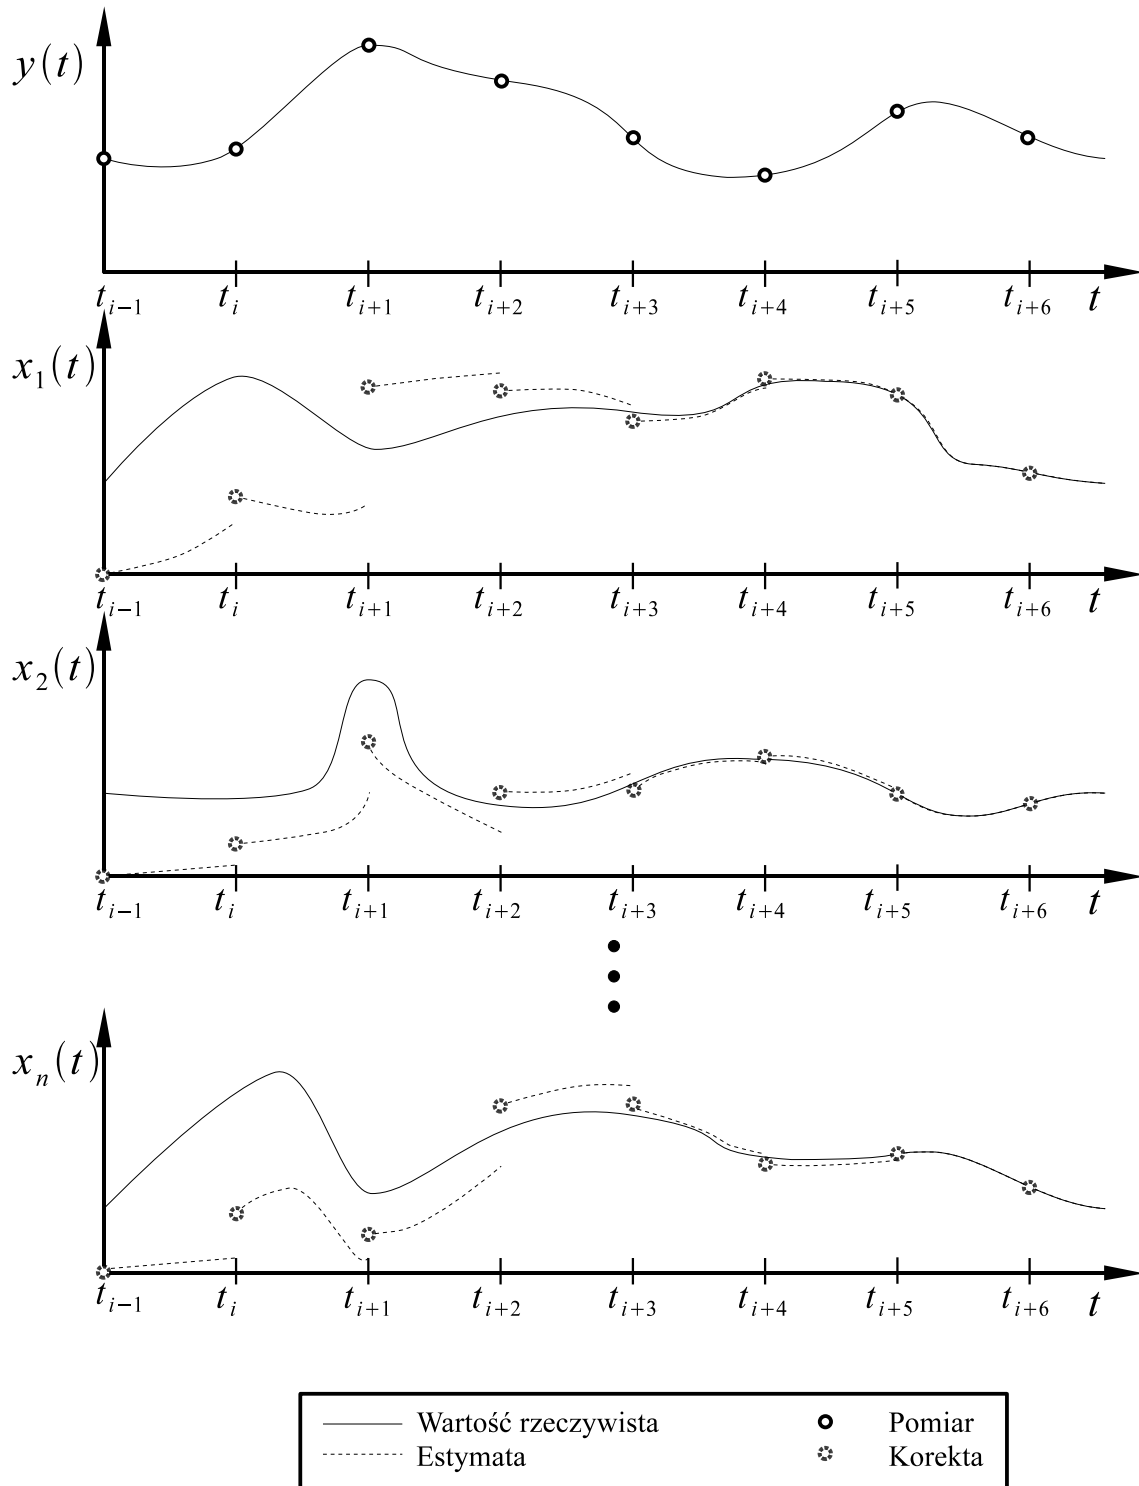 y(t)
t_{i−1} t_i t_{i+1} t_{i+2} t_{i+3} t_{i+4} t_{i+5} t_{i+6} t
x_1(t)
t_{i−1} t_i t_{i+1} t_{i+2} t_{i+3} t_{i+4} t_{i+5} t_{i+6} t
x_2(t)
t_{i−1} t_i t_{i+1} t_{i+2} t_{i+3} t_{i+4} t_{i+5} t_{i+6} t
x_n(t)
t_{i−1} t_i t_{i+1} t_{i+2} t_{i+3} t_{i+4} t_{i+5} t_{i+6} t
Wartość rzeczywista Pomiar
Estymata Korekta